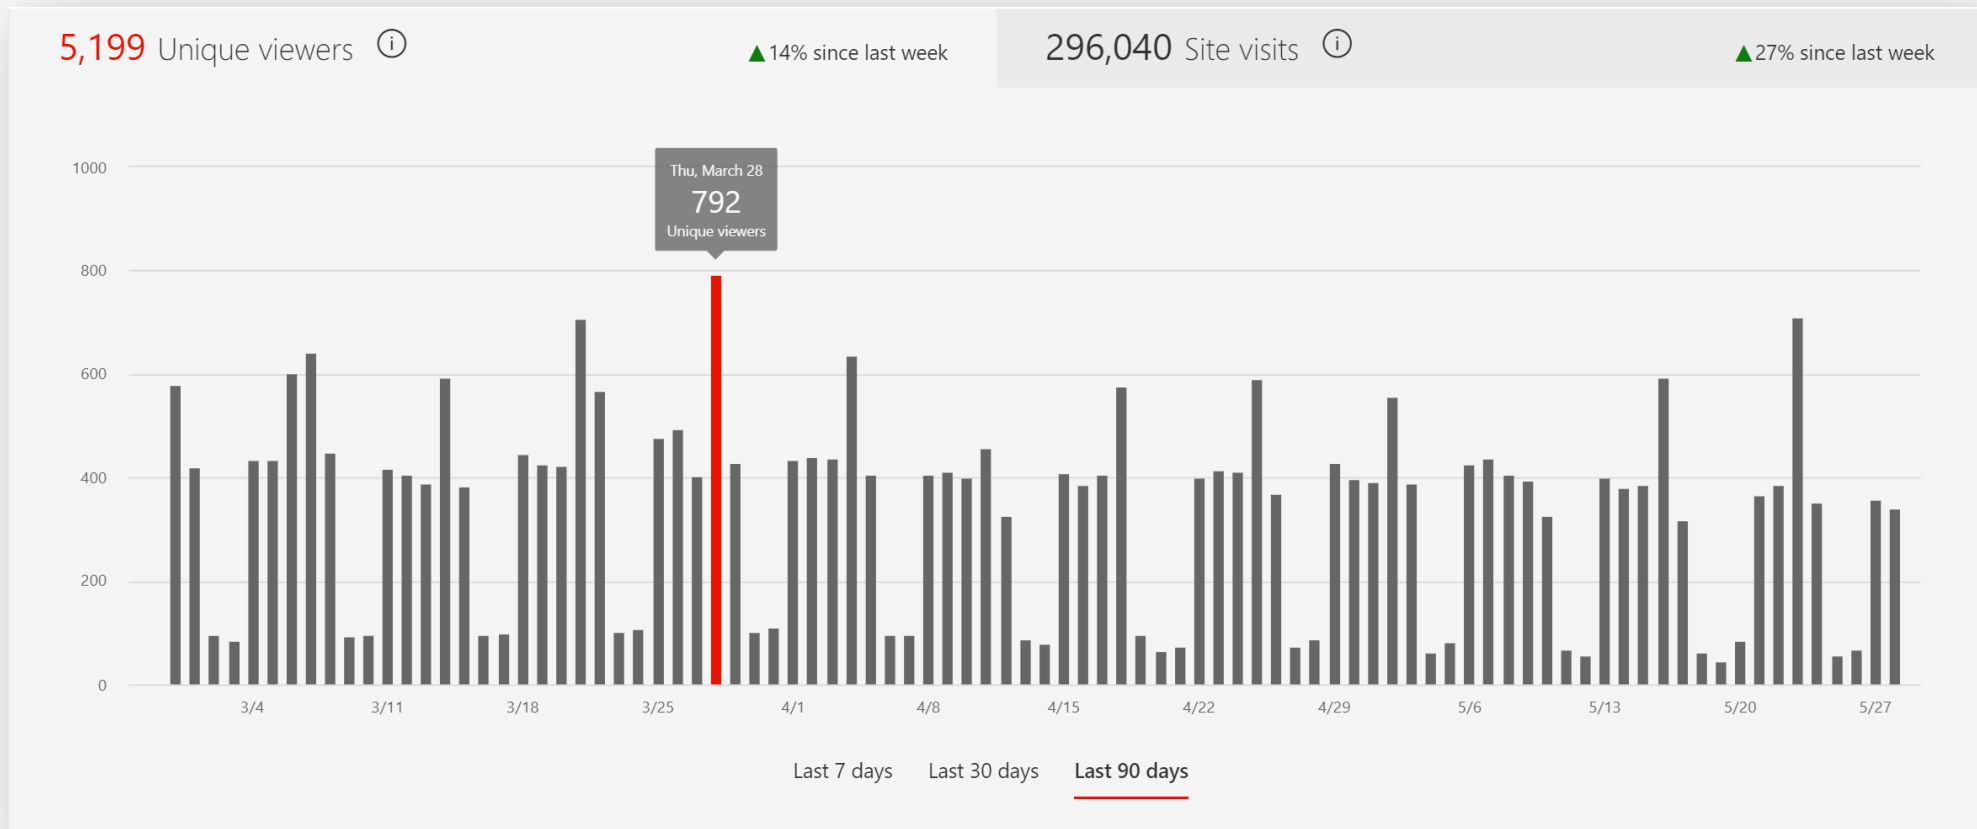 5,199 Unique viewers
▲14% since last week
296,040 Site visits
▲27% since last week
Thu, March 28
792
Unique viewers
1000
800
600
400
200
0
3/4 3/11 3/18 3/25 4/1 4/8 4/15 4/22 4/29 5/6 5/13 5/20 5/27
Last 7 days Last 30 days Last 90 days